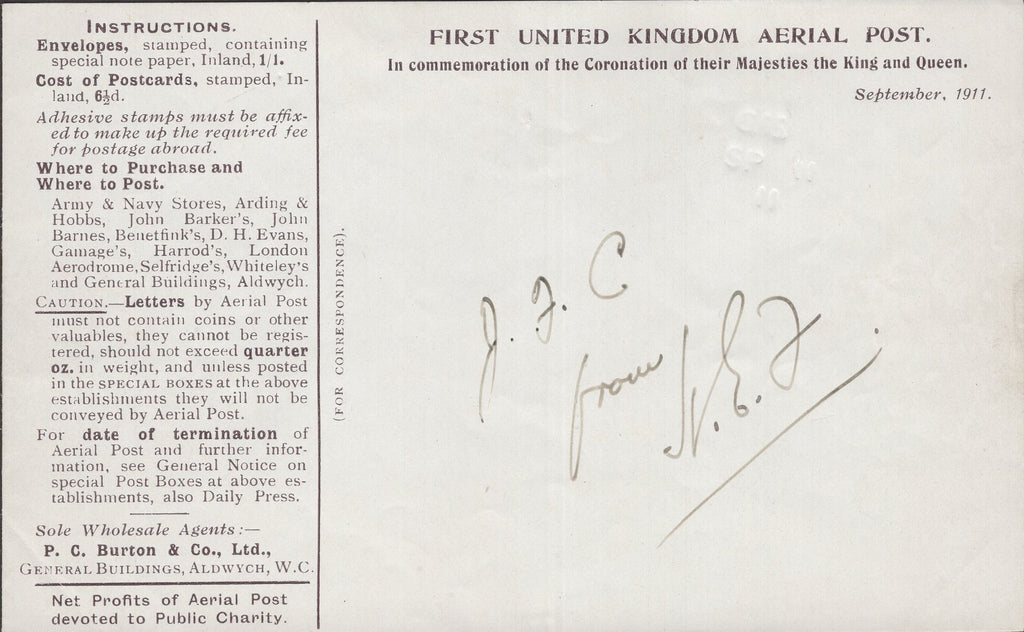 INSTRUCTIONS.
Envelopes, stamped, containing
special note paper, Inland, 1/1.
Cost of Postcards, stamped, In-
land, 6½d.
Adhesive stamps must be affix-
ed to make up the required fee
for postage abroad.
Where to Purchase and
Where to Post.
Army & Navy Stores, Arding &
Hobbs, John Barker's, John
Barnes, Benetfink's, D. H. Evans,
Gamage's, Harrod's, London
Aerodrome, Selfridge's, Whiteley's
and General Buildings, Aldwych.
CAUTION.—Letters by Aerial Post
must not contain coins or other
valuables, they cannot be regis-
tered, should not exceed quarter
oz. in weight, and unless posted
in the SPECIAL BOXES at the above
establishments they will not be
conveyed by Aerial Post.
For date of termination of
Aerial Post and further infor-
mation, see General Notice on
special Post Boxes at above es-
tablishments, also Daily Press.
Sole Wholesale Agents:—
P. C. Burton & Co., Ltd.,
GENERAL BUILDINGS, ALDWYCH, W.C.
Net Profits of Aerial Post
devoted to Public Charity.
(FOR CORRESPONDENCE).
FIRST UNITED KINGDOM AERIAL POST.
In commemoration of the Coronation of their Majesties the King and Queen.
September, 1911.
J. F. C
from N. E. F.